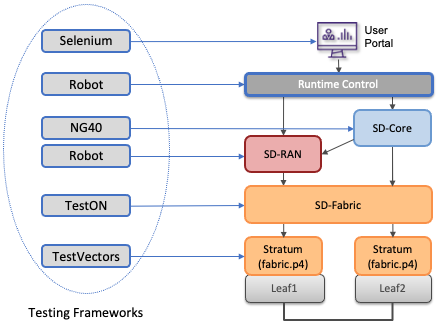 Selenium
User
Portal
Robot
Runtime Control
NG40
SD-Core
Robot
SD-RAN
TestON
SD-Fabric
TestVectors
Stratum
(fabric.p4)
Stratum
(fabric.p4)
Leaf1
Leaf2
Testing Frameworks